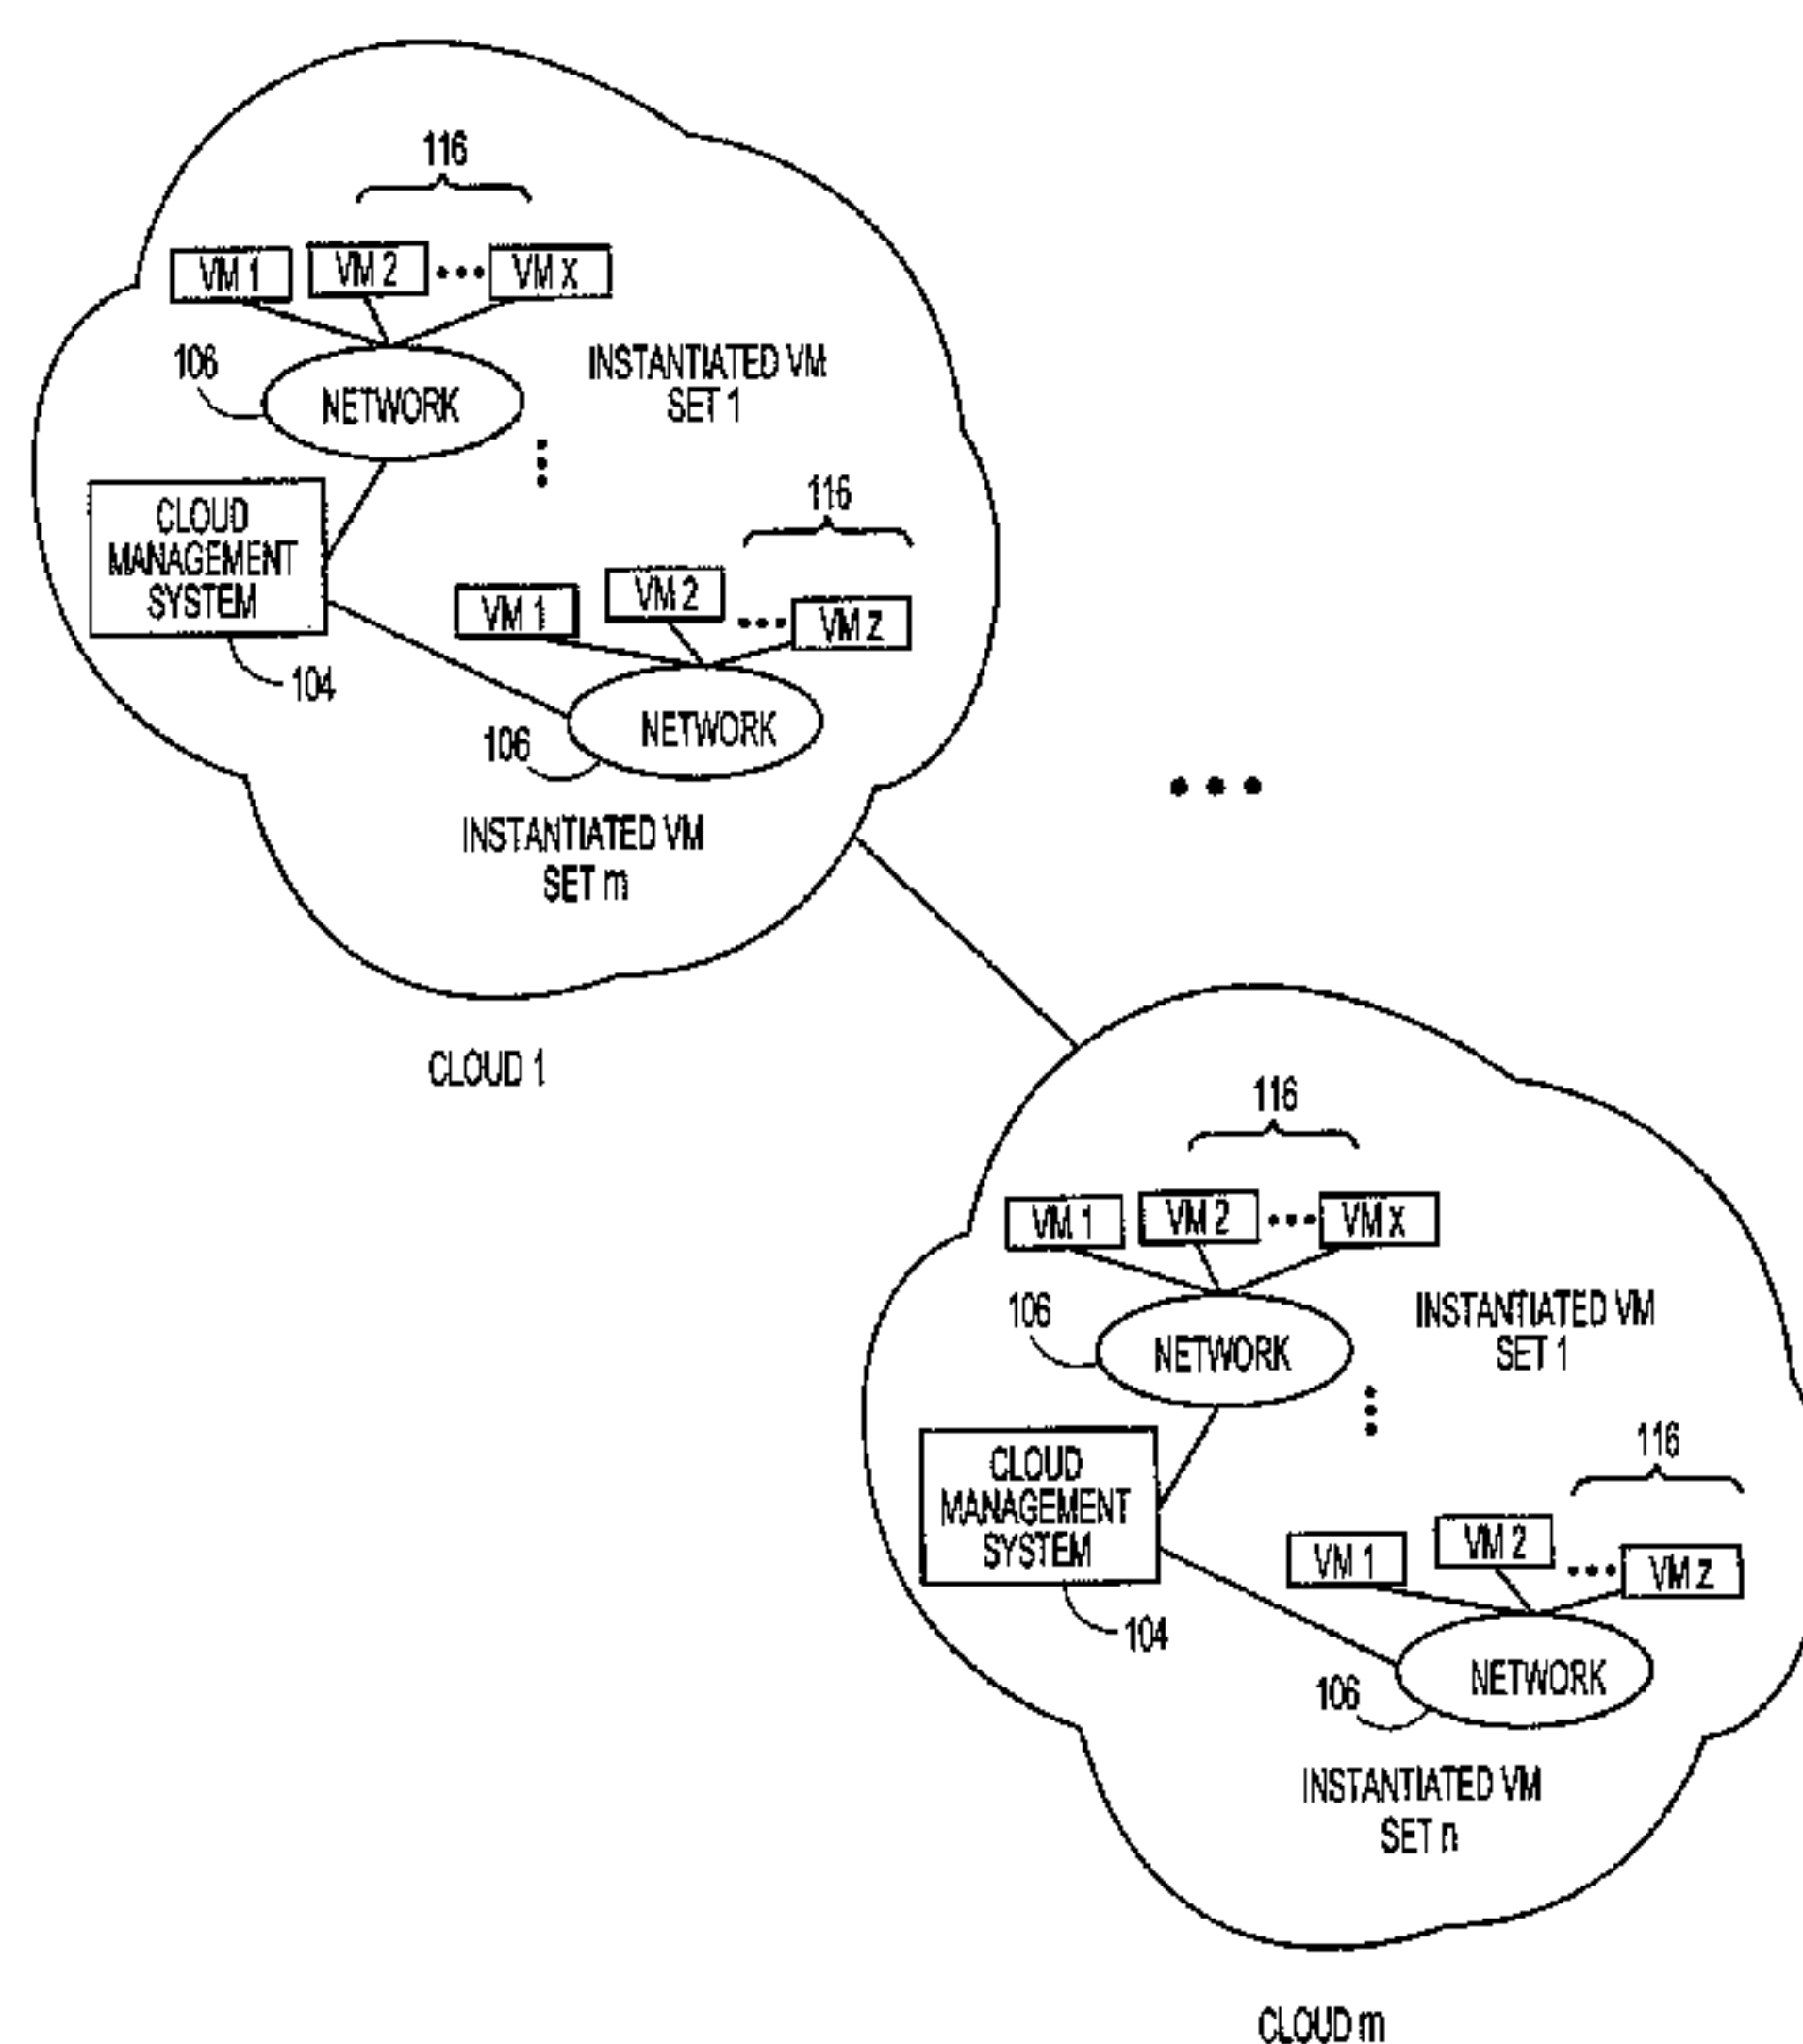 116
VM 1 VM 2 ••• VM X
106
NETWORK
INSTANTIATED VM
SET 1
CLOUD
MANAGEMENT
SYSTEM
104
116
VM 1 VM 2 ••• VM Z
NETWORK
106
INSTANTIATED VM
SET m
CLOUD 1
116
VM 1 VM 2 ••• VM X
106
NETWORK
INSTANTIATED VM
SET 1
CLOUD
MANAGEMENT
SYSTEM
104
116
VM 1 VM 2 ••• VM Z
NETWORK
106
INSTANTIATED VM
SET n
CLOUD m